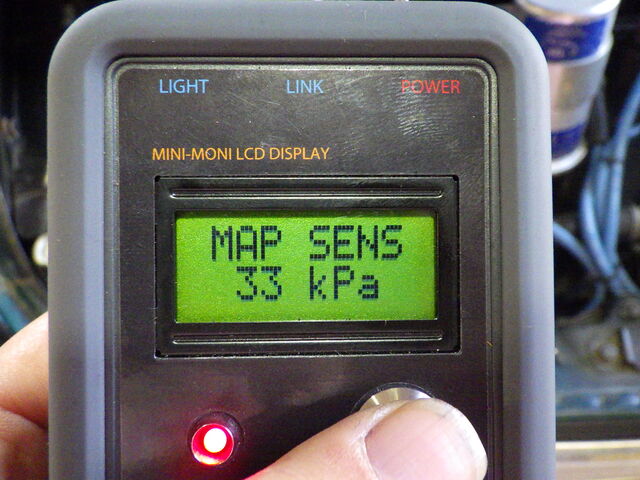 LIGHT LINK POWER
MINI-MONI LCD DISPLAY
MAP SENS
33 kPa